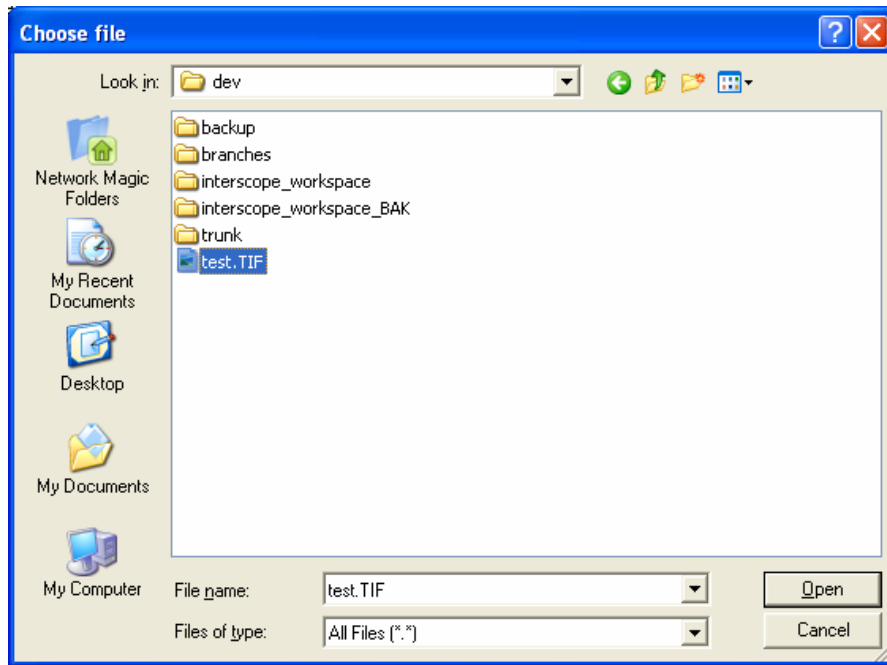 Choose file
Look in:
dev
backup
branches
interscope_workspace
interscope_workspace_BAK
trunk
test.TIF
Network Magic
Folders
My Recent
Documents
Desktop
My Documents
My Computer
File name:
test.TIF
Open
Files of type:
All Files (*.*)
Cancel